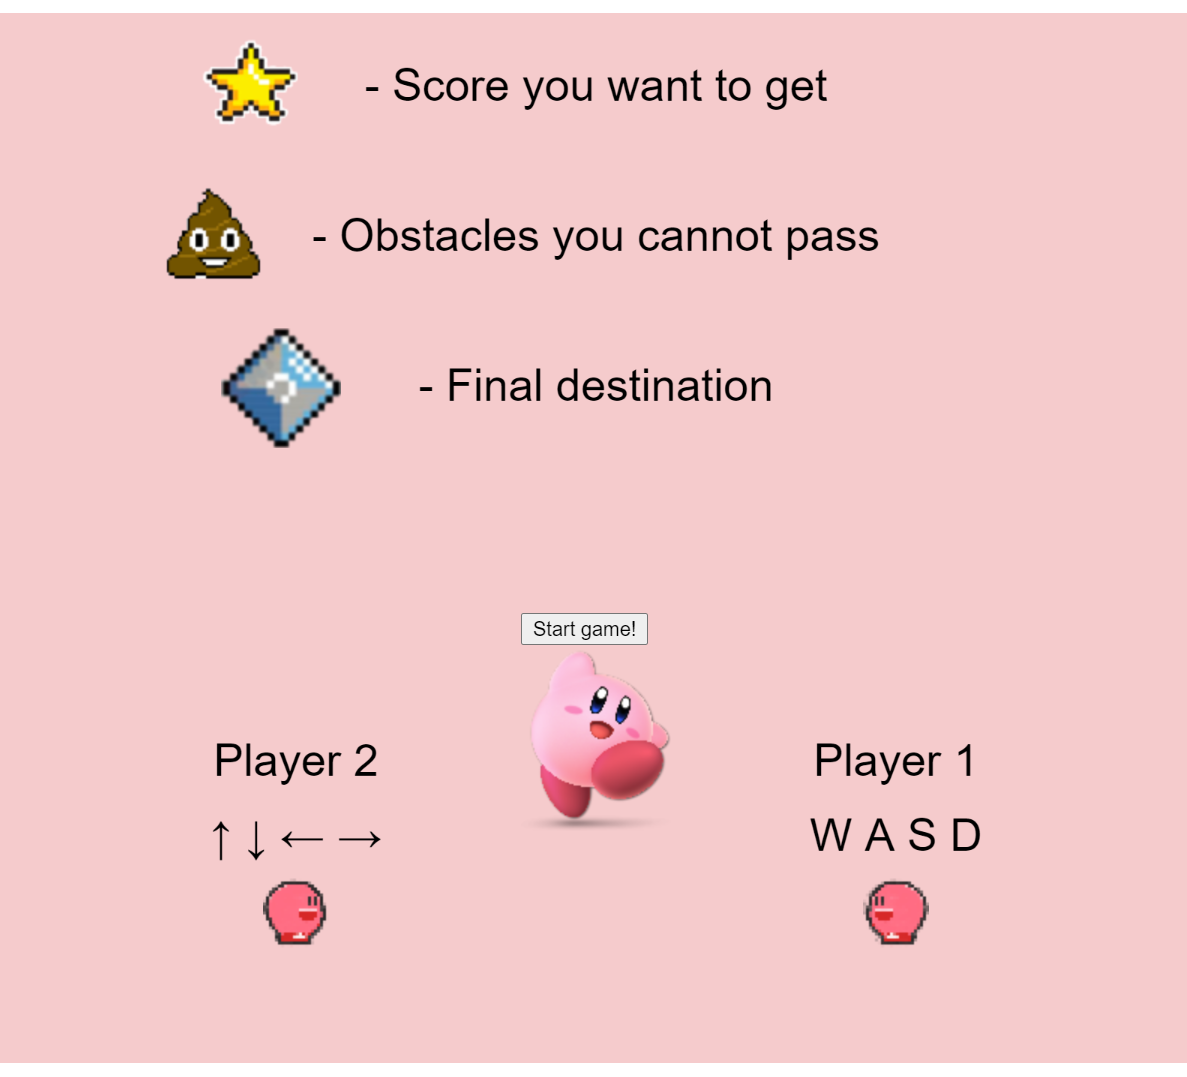 - Score you want to get
- Obstacles you cannot pass
- Final destination
Start game!
Player 2
↑ ↓ ← →
Player 1
W A S D